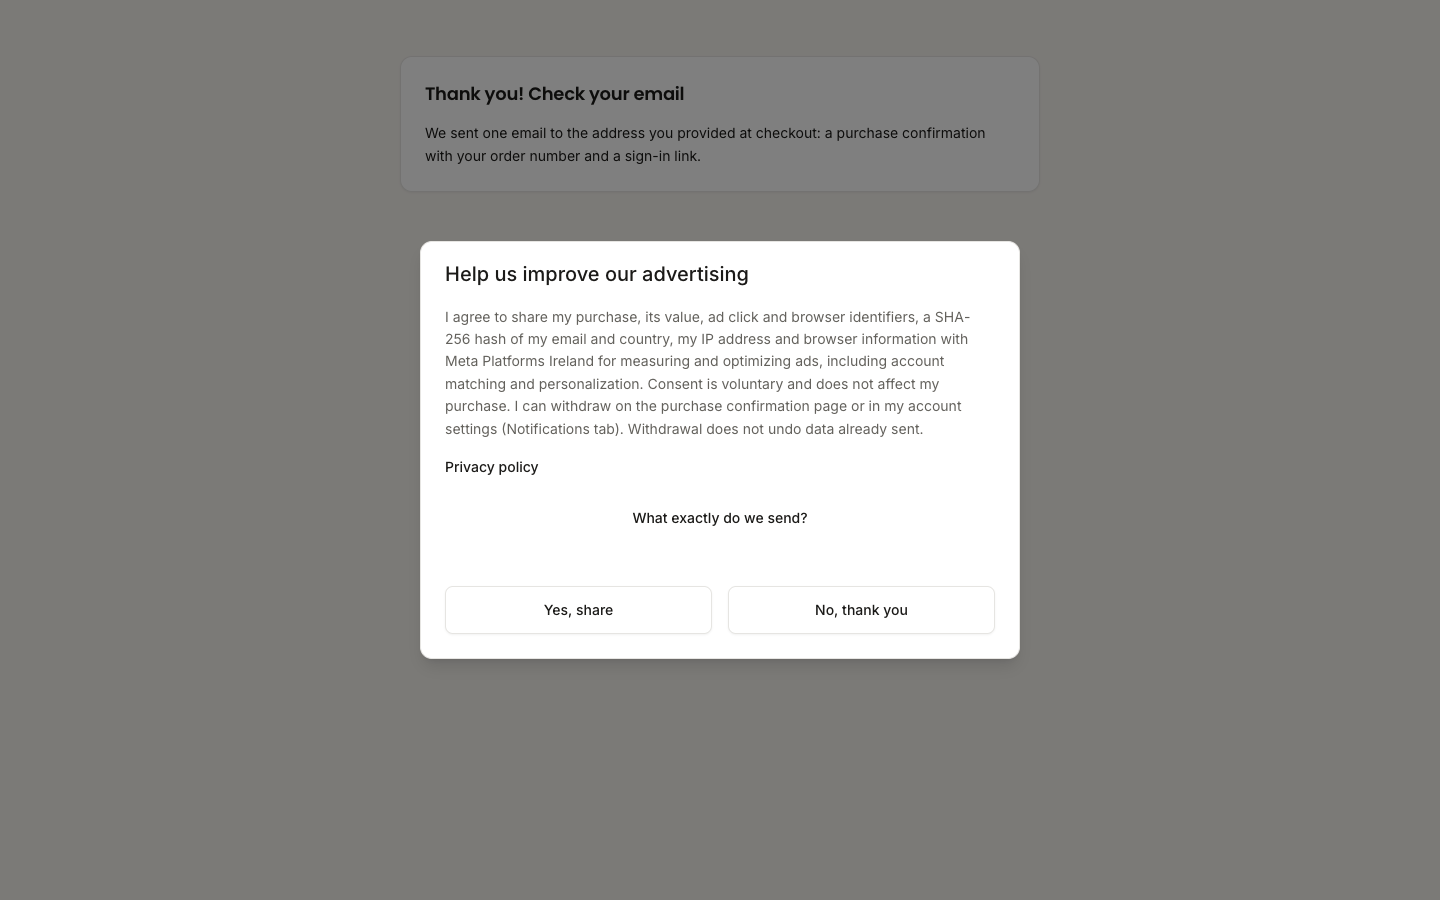 Thank you! Check your email
We sent one email to the address you provided at checkout: a purchase confirmation
with your order number and a sign-in link.
Help us improve our advertising
I agree to share my purchase, its value, ad click and browser identifiers, a SHA-
256 hash of my email and country, my IP address and browser information with
Meta Platforms Ireland for measuring and optimizing ads, including account
matching and personalization. Consent is voluntary and does not affect my
purchase. I can withdraw on the purchase confirmation page or in my account
settings (Notifications tab). Withdrawal does not undo data already sent.
Privacy policy
What exactly do we send?
Yes, share
No, thank you